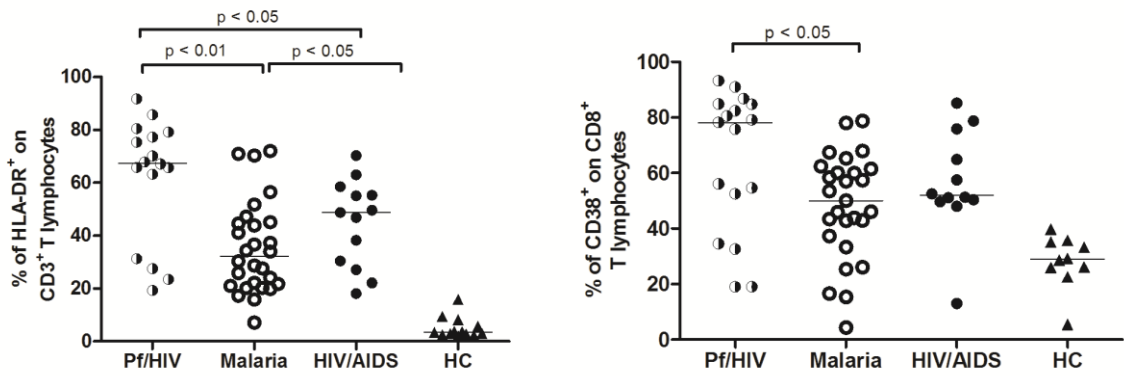 p < 0.05
p < 0.01
p < 0.05
% of HLA-DR⁺ on
CD3⁺ T lymphocytes
100
80
60
40
20
0
Pf/HIV Malaria HIV/AIDS HC
p < 0.05
% of CD38⁺ on CD8⁺
T lymphocytes
100
80
60
40
20
0
Pf/HIV Malaria HIV/AIDS HC